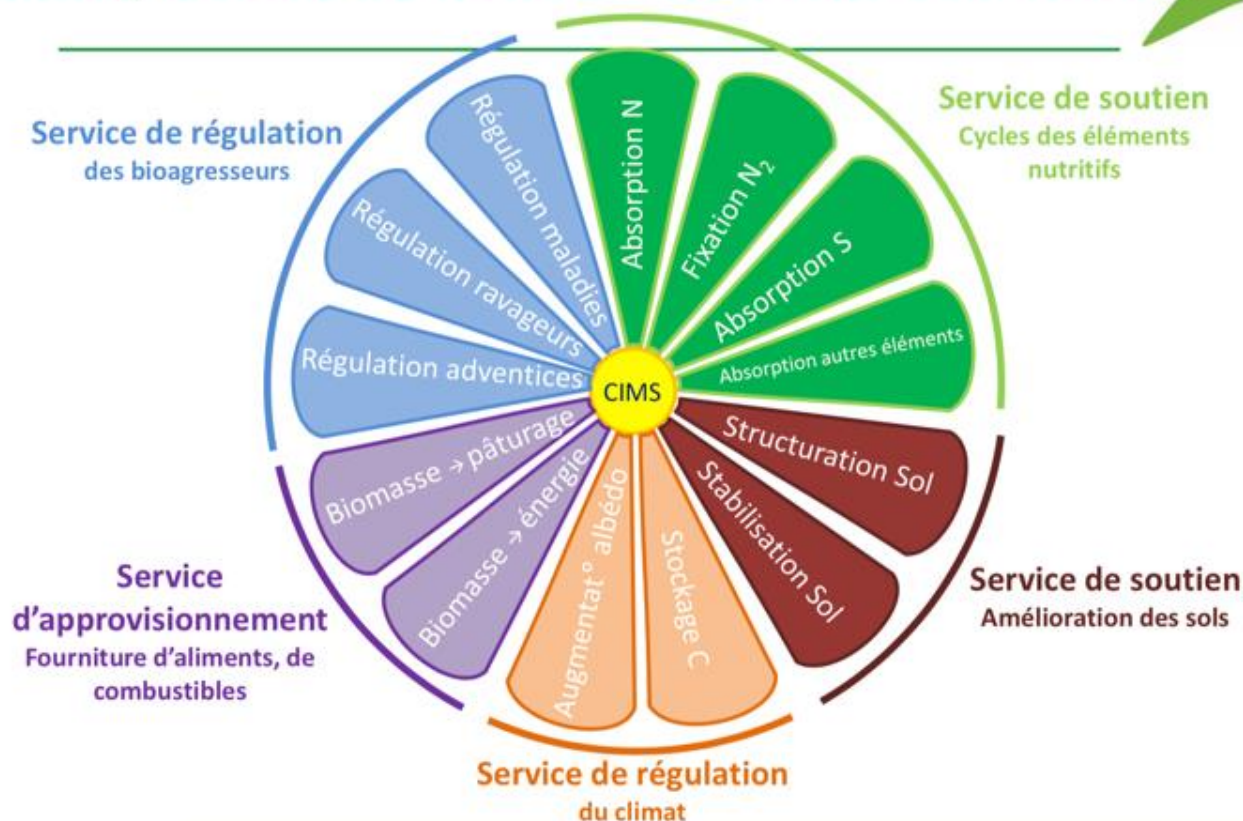 Service de régulation
des bioagresseurs
Service de soutien
Cycles des éléments
nutritifs
Régulation maladies
Régulation ravageurs
Régulation adventices
Absorption N
Fixation N₂
Absorption S
Absorption autres éléments
CIMS
Structuration Sol
Stabilisation Sol
Stockage C
Augmentat° albédo
Biomasse → énergie
Biomasse → pâturage
Service
d'approvisionnement
Fourniture d'aliments, de
combustibles
Service de soutien
Amélioration des sols
Service de régulation
du climat